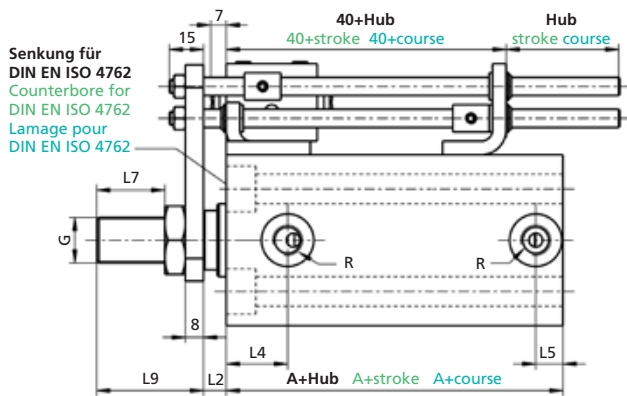 7
40+Hub
Hub
15
40+stroke 40+course
stroke course
Senkung für
DIN EN ISO 4762
Counterbore for
DIN EN ISO 4762
Lamage pour
DIN EN ISO 4762
L7
G
R
R
8
L4
L5
L9
L2
A+Hub A+stroke A+course